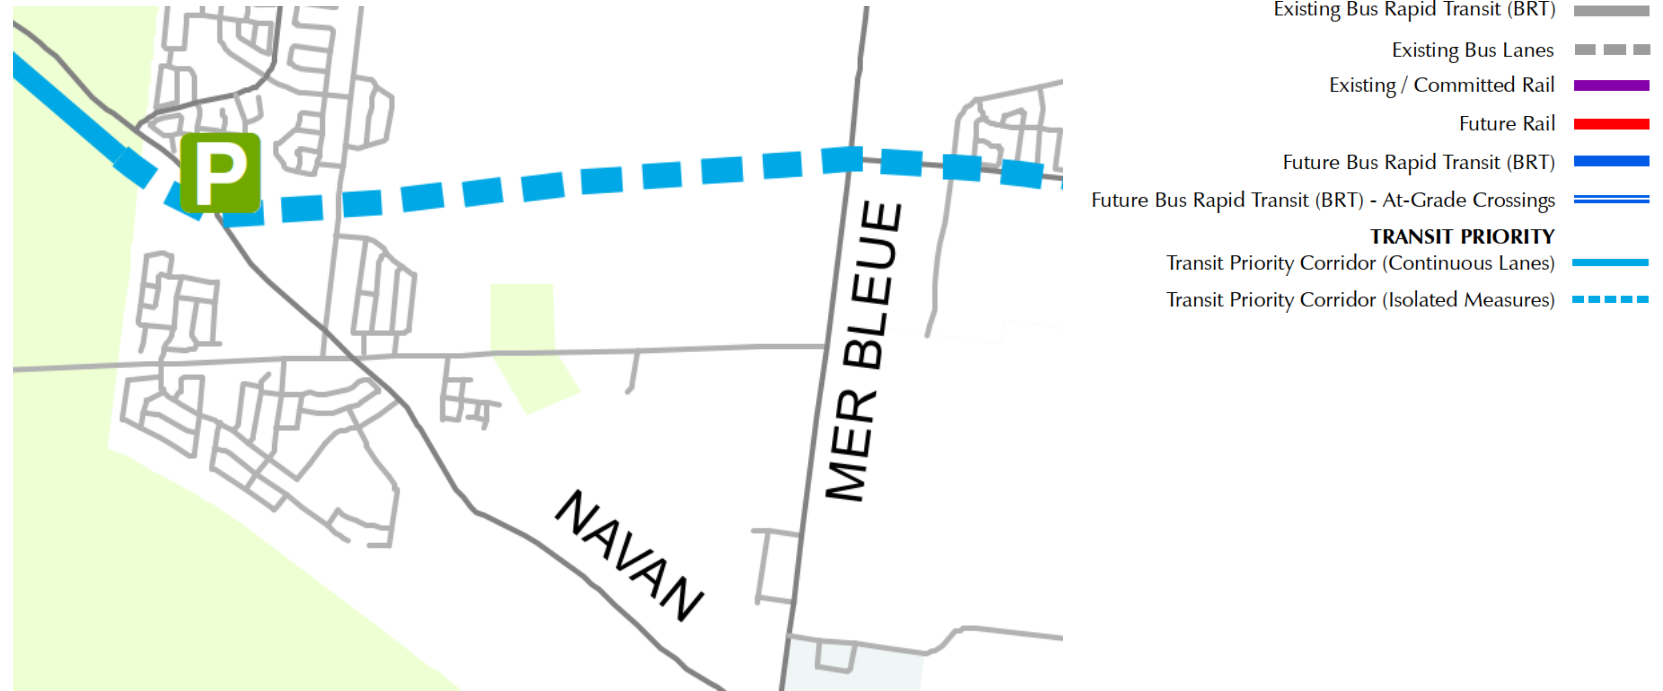 P
MER BLEUE
NAVAN
Existing Bus Rapid Transit (BRT)
Existing Bus Lanes
Existing / Committed Rail
Future Rail
Future Bus Rapid Transit (BRT)
Future Bus Rapid Transit (BRT) - At-Grade Crossings
TRANSIT PRIORITY
Transit Priority Corridor (Continuous Lanes)
Transit Priority Corridor (Isolated Measures)